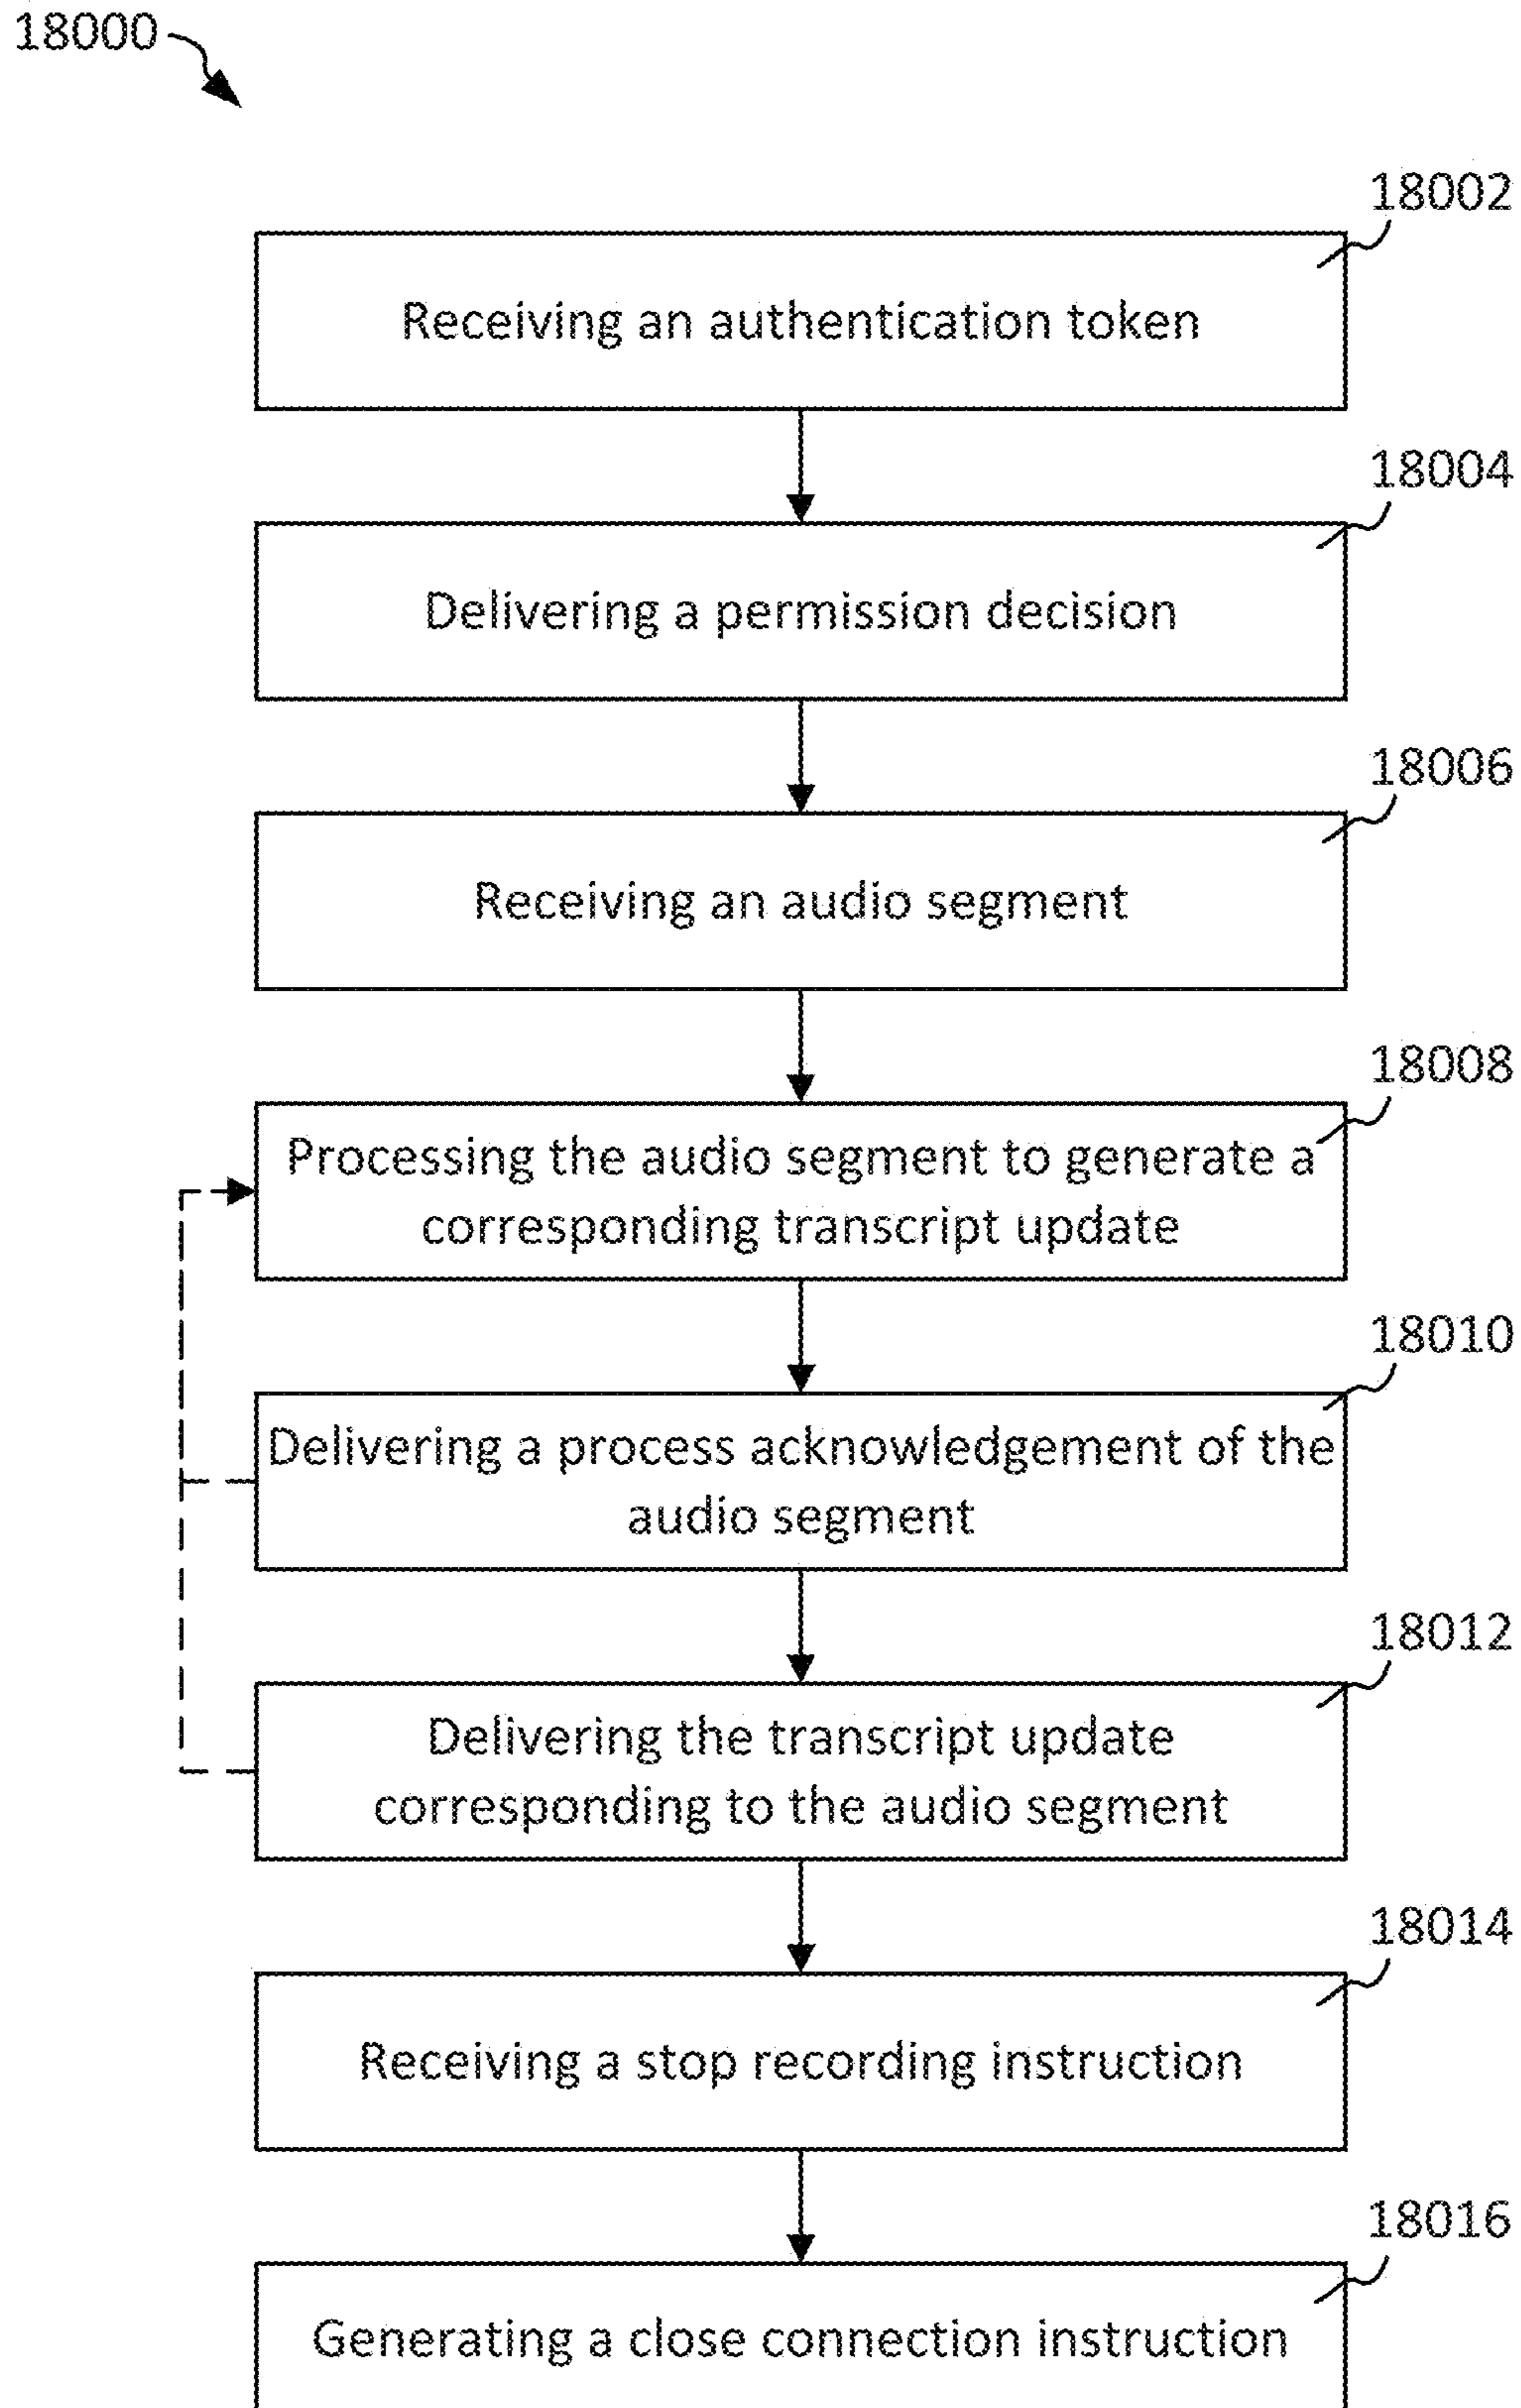 18000
18002
Receiving an authentication token
18004
Delivering a permission decision
18006
Receiving an audio segment
18008
Processing the audio segment to generate a
corresponding transcript update
18010
Delivering a process acknowledgement of the
audio segment
18012
Delivering the transcript update
corresponding to the audio segment
18014
Receiving a stop recording instruction
18016
Generating a close connection instruction